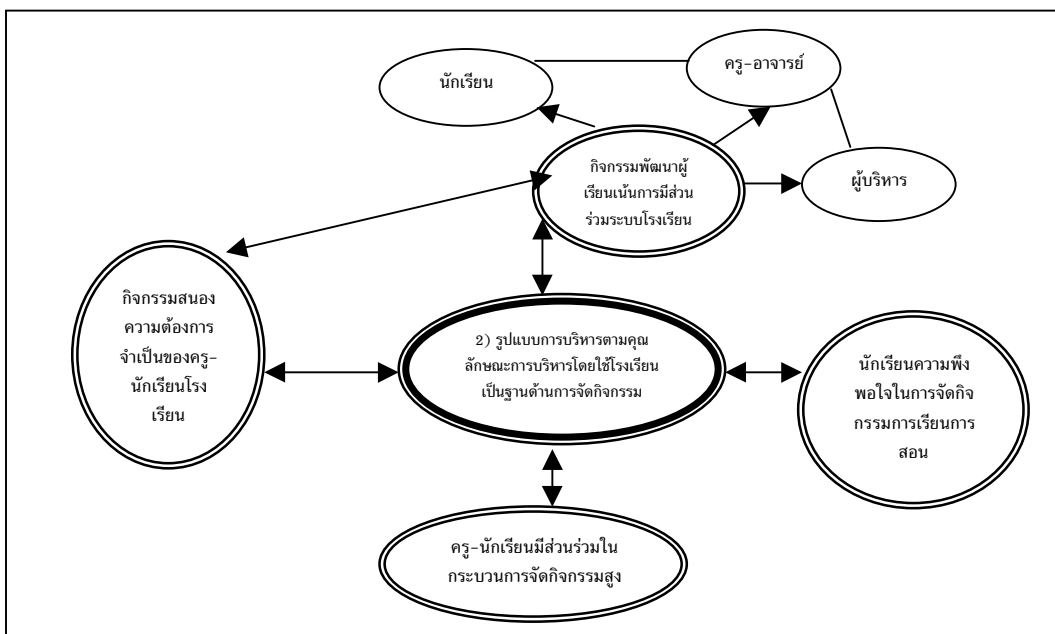 นักเรียน
ครู-อาจารย์
กิจกรรมพัฒนาผู้
เรียนเน้นการมีส่วน
ร่วมระบบโรงเรียน
ผู้บริหาร
กิจกรรมสนอง
ความต้องการ
จำเป็นของครู-
นักเรียนโรง
เรียน
2) รูปแบบการบริหารตามคุณ
ลักษณะการบริหารโดยใช้โรงเรียน
เป็นฐานด้านการจัดกิจกรรม
นักเรียนความพึง
พอใจในการจัดกิจ
กรรมการเรียนการ
สอน
ครู-นักเรียนมีส่วนร่วมใน
กระบวนการจัดกิจกรรมสูง